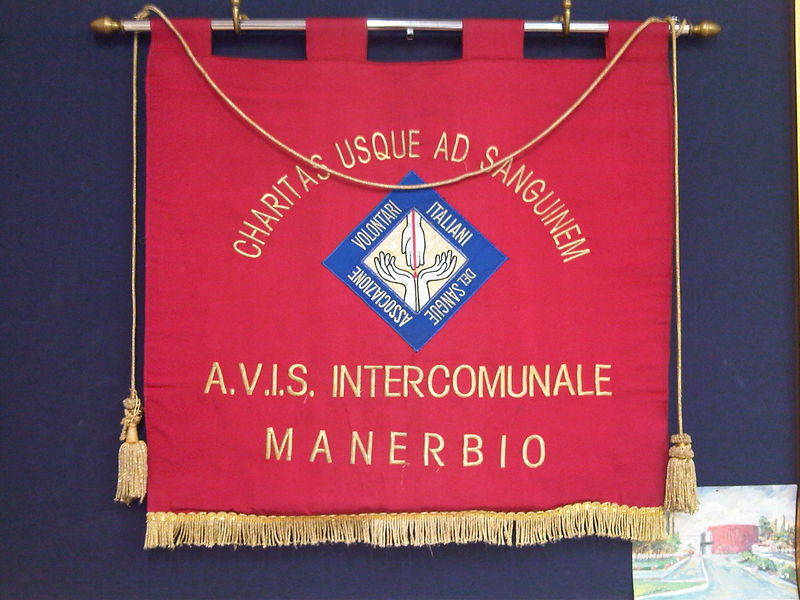 CHARITAS USQUE AD SANGUINEM
ASSOCIAZIONE
VOLONTARI
ITALIANI
DEL SANGUE
A.V.I.S. INTERCOMUNALE
MANERBIO